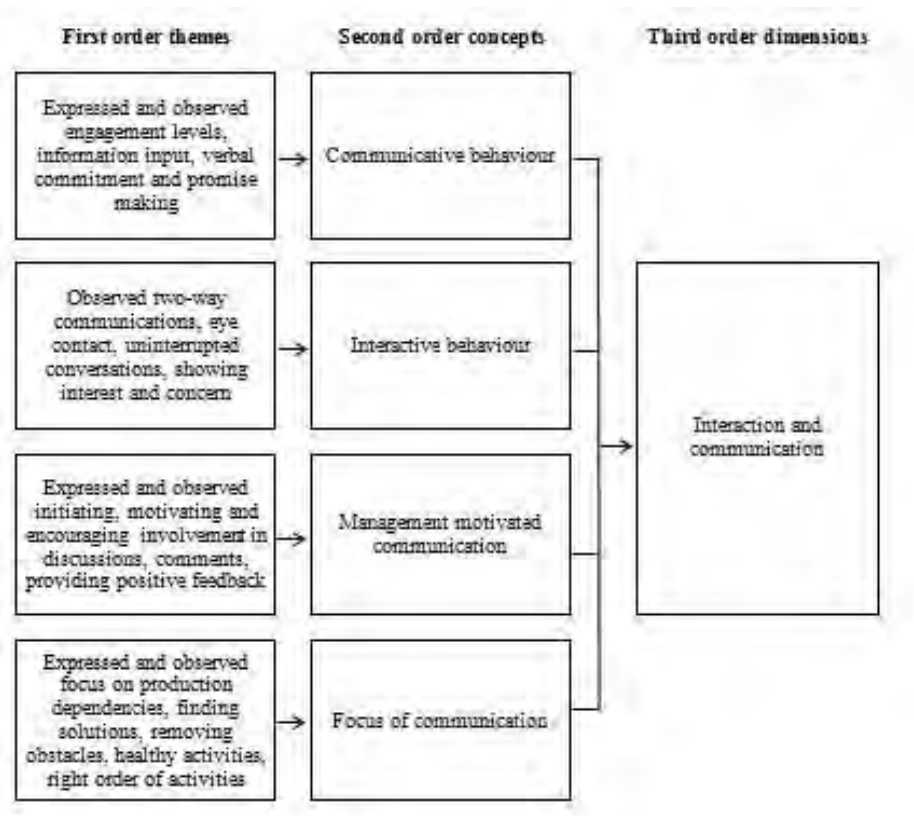 First order themes
Second order concepts
Third order dimensions
Expressed and observed
engagement levels,
information input, verbal
commitment and promise
making
Communicative behaviour
Observed two-way
communications, eye
contact, uninterrupted
conversations, showing
interest and concern
Interactive behaviour
Interaction and
communication
Expressed and observed
initiating, motivating and
encouraging involvement in
discussions, comments,
providing positive feedback
Management motivated
communication
Expressed and observed
focus on production
dependencies, finding
solutions, removing
obstacles, healthy activities,
right order of activities
Focus of communication